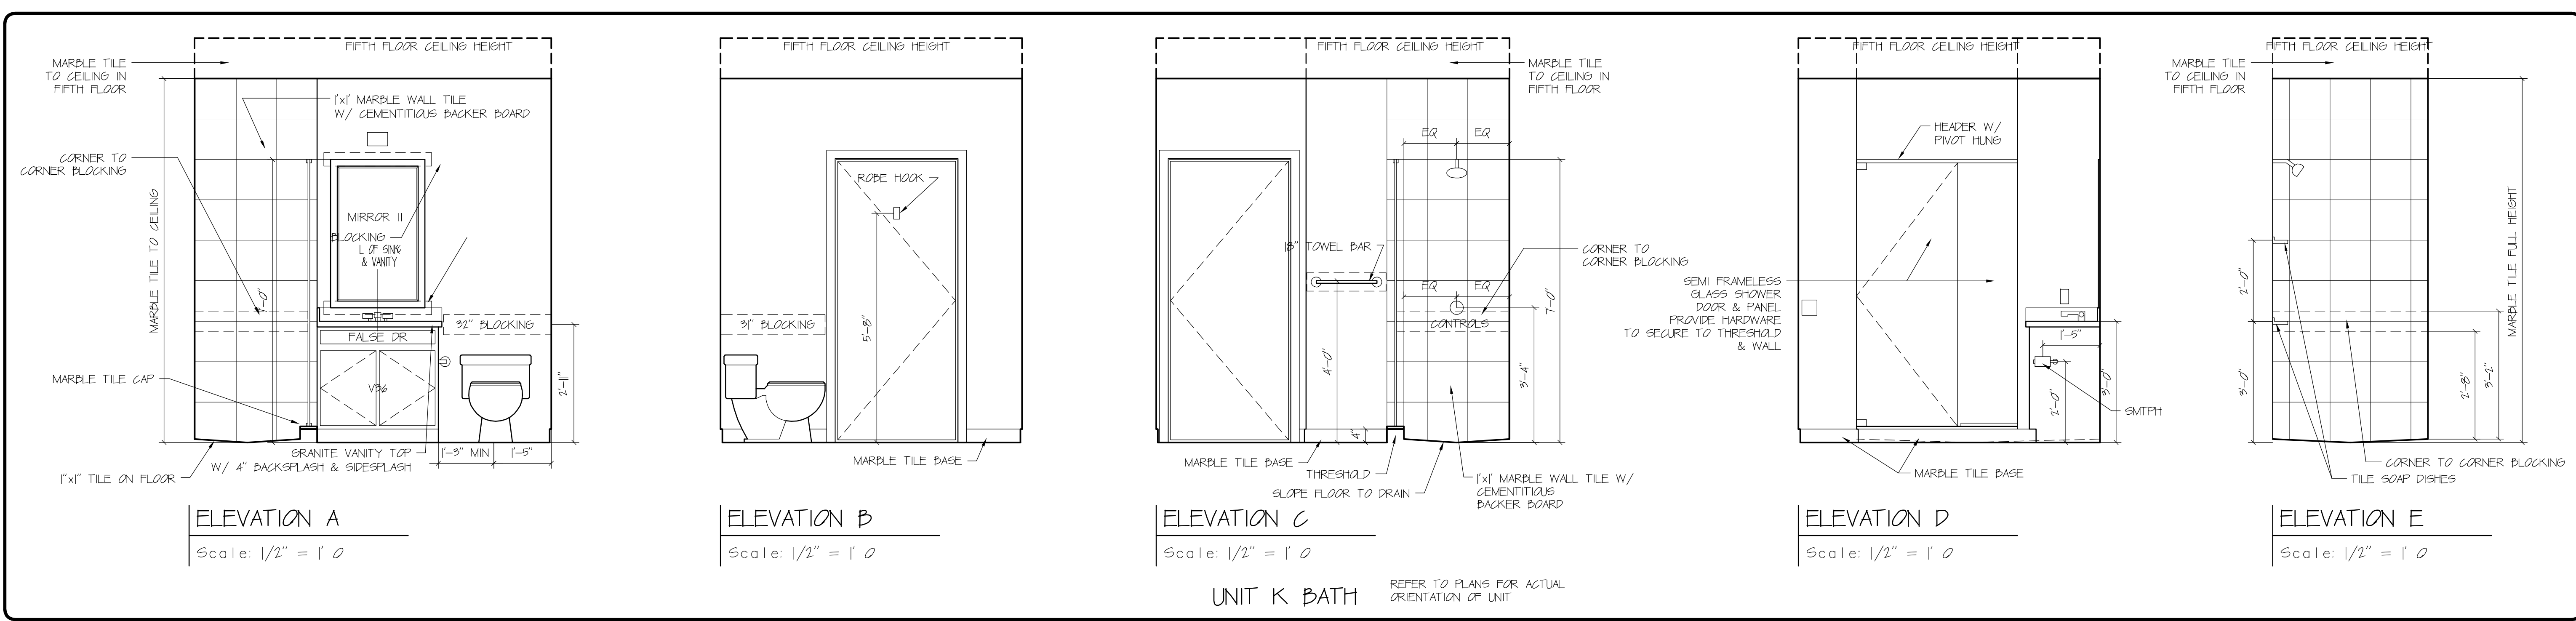 FIFTH FLOOR CEILING HEIGHT
MARBLE TILE
TO CEILING IN
FIFTH FLOOR
1'x1' MARBLE WALL TILE
W/ CEMENTITIOUS BACKER BOARD
CORNER TO
CORNER BLOCKING
MARBLE TILE TO CEILING
MIRROR 11
BLOCKING
L OF SINK
& VANITY
32" BLOCKING
FALSE DR
V36
MARBLE TILE CAP
2'-11"
GRANITE VANITY TOP
W/ 4" BACKSPLASH & SIDESPLASH
1'-3" MIN
1'-5"
1"x1" TILE ON FLOOR
ELEVATION A
Scale: 1/2" = 1' 0
FIFTH FLOOR CEILING HEIGHT
ROBE HOOK
31" BLOCKING
5'-8"
MARBLE TILE BASE
ELEVATION B
Scale: 1/2" = 1' 0
FIFTH FLOOR CEILING HEIGHT
MARBLE TILE
TO CEILING IN
FIFTH FLOOR
EQ
EQ
18" TOWEL BAR
CORNER TO
CORNER BLOCKING
EQ
EQ
CONTROLS
7'-0"
4'-0"
3'-4"
4"
MARBLE TILE BASE
THRESHOLD
SLOPE FLOOR TO DRAIN
1'x1' MARBLE WALL TILE W/
CEMENTITIOUS
BACKER BOARD
ELEVATION C
Scale: 1/2" = 1' 0
FIFTH FLOOR CEILING HEIGHT
HEADER W/
PIVOT HUNG
SEMI FRAMELESS
GLASS SHOWER
DOOR & PANEL
PROVIDE HARDWARE
TO SECURE TO THRESHOLD
& WALL
1'-5"
2'-0"
3'-0"
SMTPH
MARBLE TILE BASE
ELEVATION D
Scale: 1/2" = 1' 0
FIFTH FLOOR CEILING HEIGHT
MARBLE TILE
TO CEILING IN
FIFTH FLOOR
MARBLE TILE FULL HEIGHT
2'-0"
3'-0"
2'-8"
3'-2"
CORNER TO CORNER BLOCKING
TILE SOAP DISHES
ELEVATION E
Scale: 1/2" = 1' 0
UNIT K BATH
REFER TO PLANS FOR ACTUAL
ORIENTATION OF UNIT